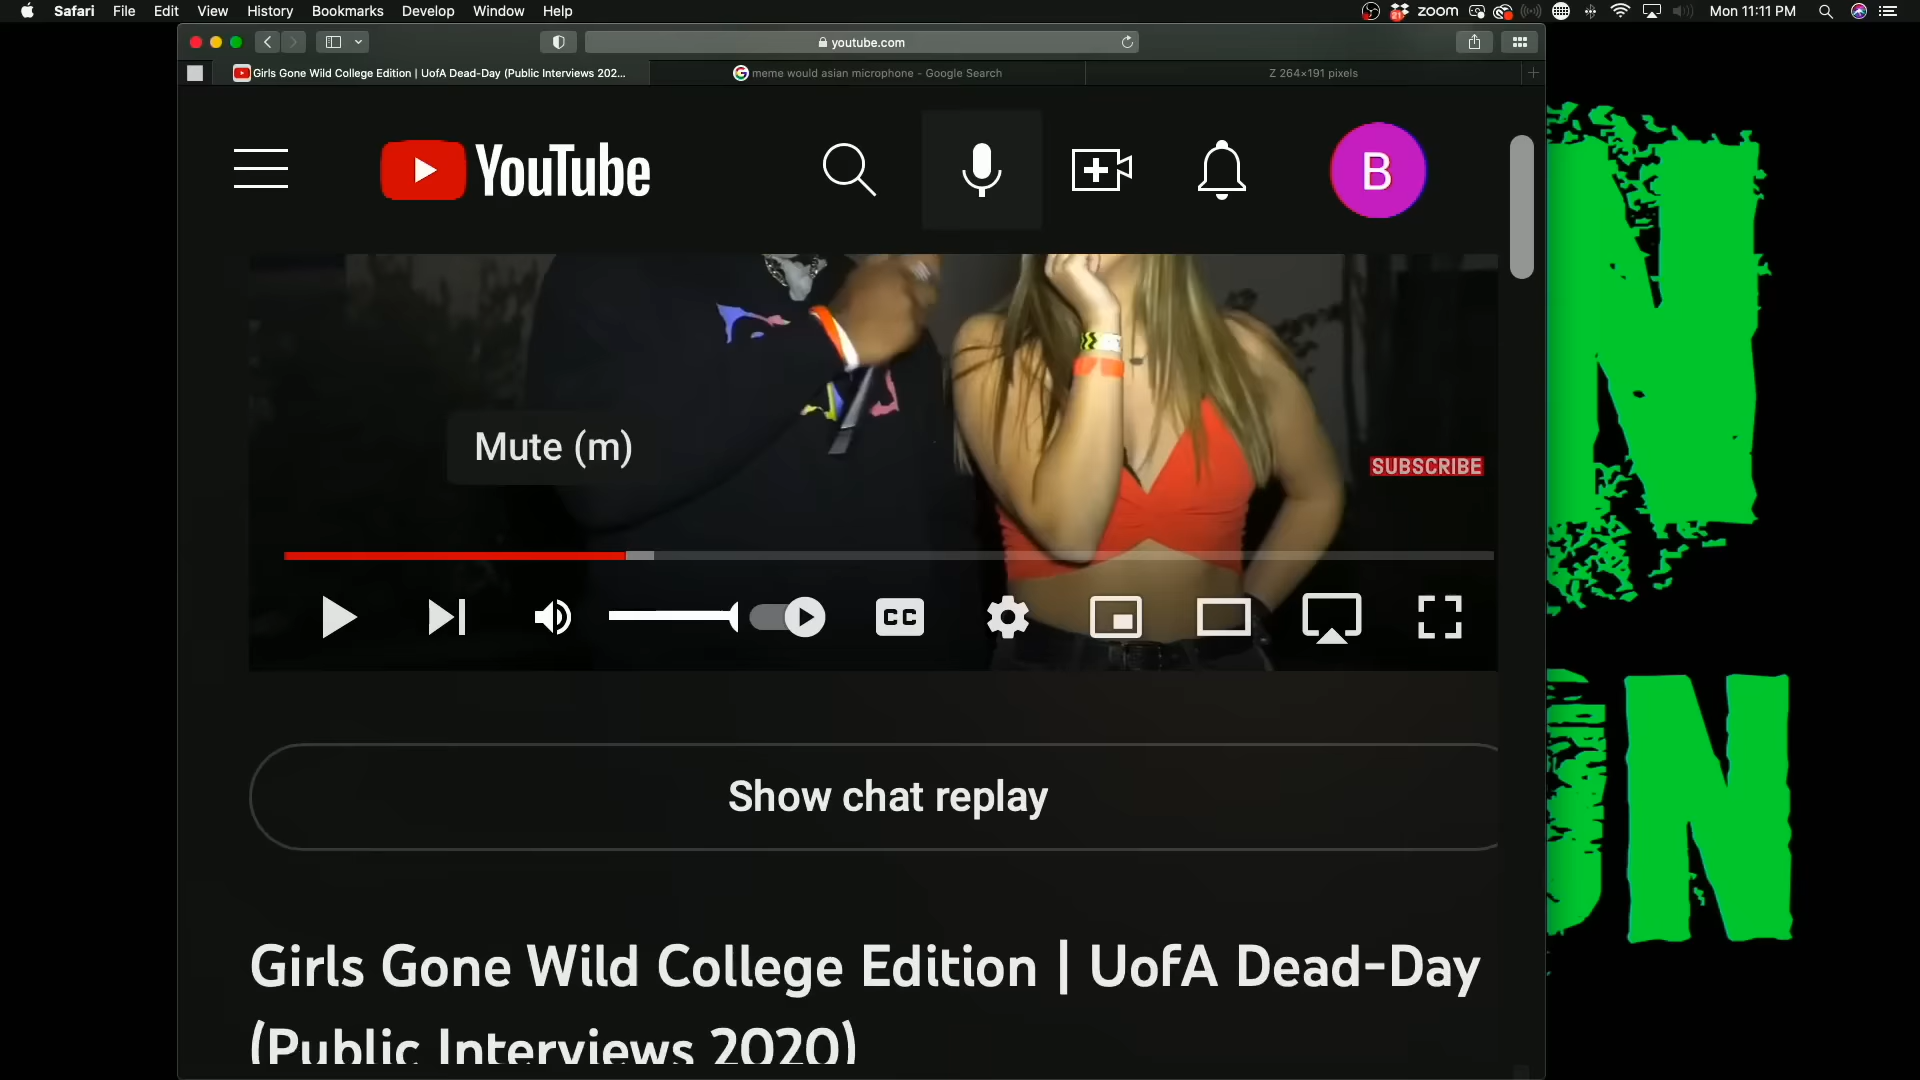 Safari File Edit View History Bookmarks Develop Window Help
zoom Mon 11:11 PM
youtube.com
Girls Gone Wild College Edition | UofA Dead-Day (Public Interviews 202...
meme would asian microphone - Google Search
Z 264×191 pixels
YouTube
B
Mute (m)
SUBSCRIBE
CC
Show chat replay
Girls Gone Wild College Edition | UofA Dead-Day
(Public Interviews 2020)